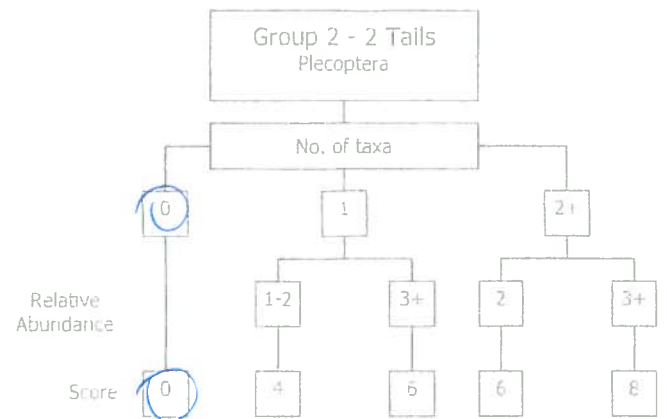 Group 2 - 2 Tails
Plecoptera
No. of taxa
0 1 2+
Relative
Abundance
1-2 3+ 2 3+
Score 0 4 6 6 8